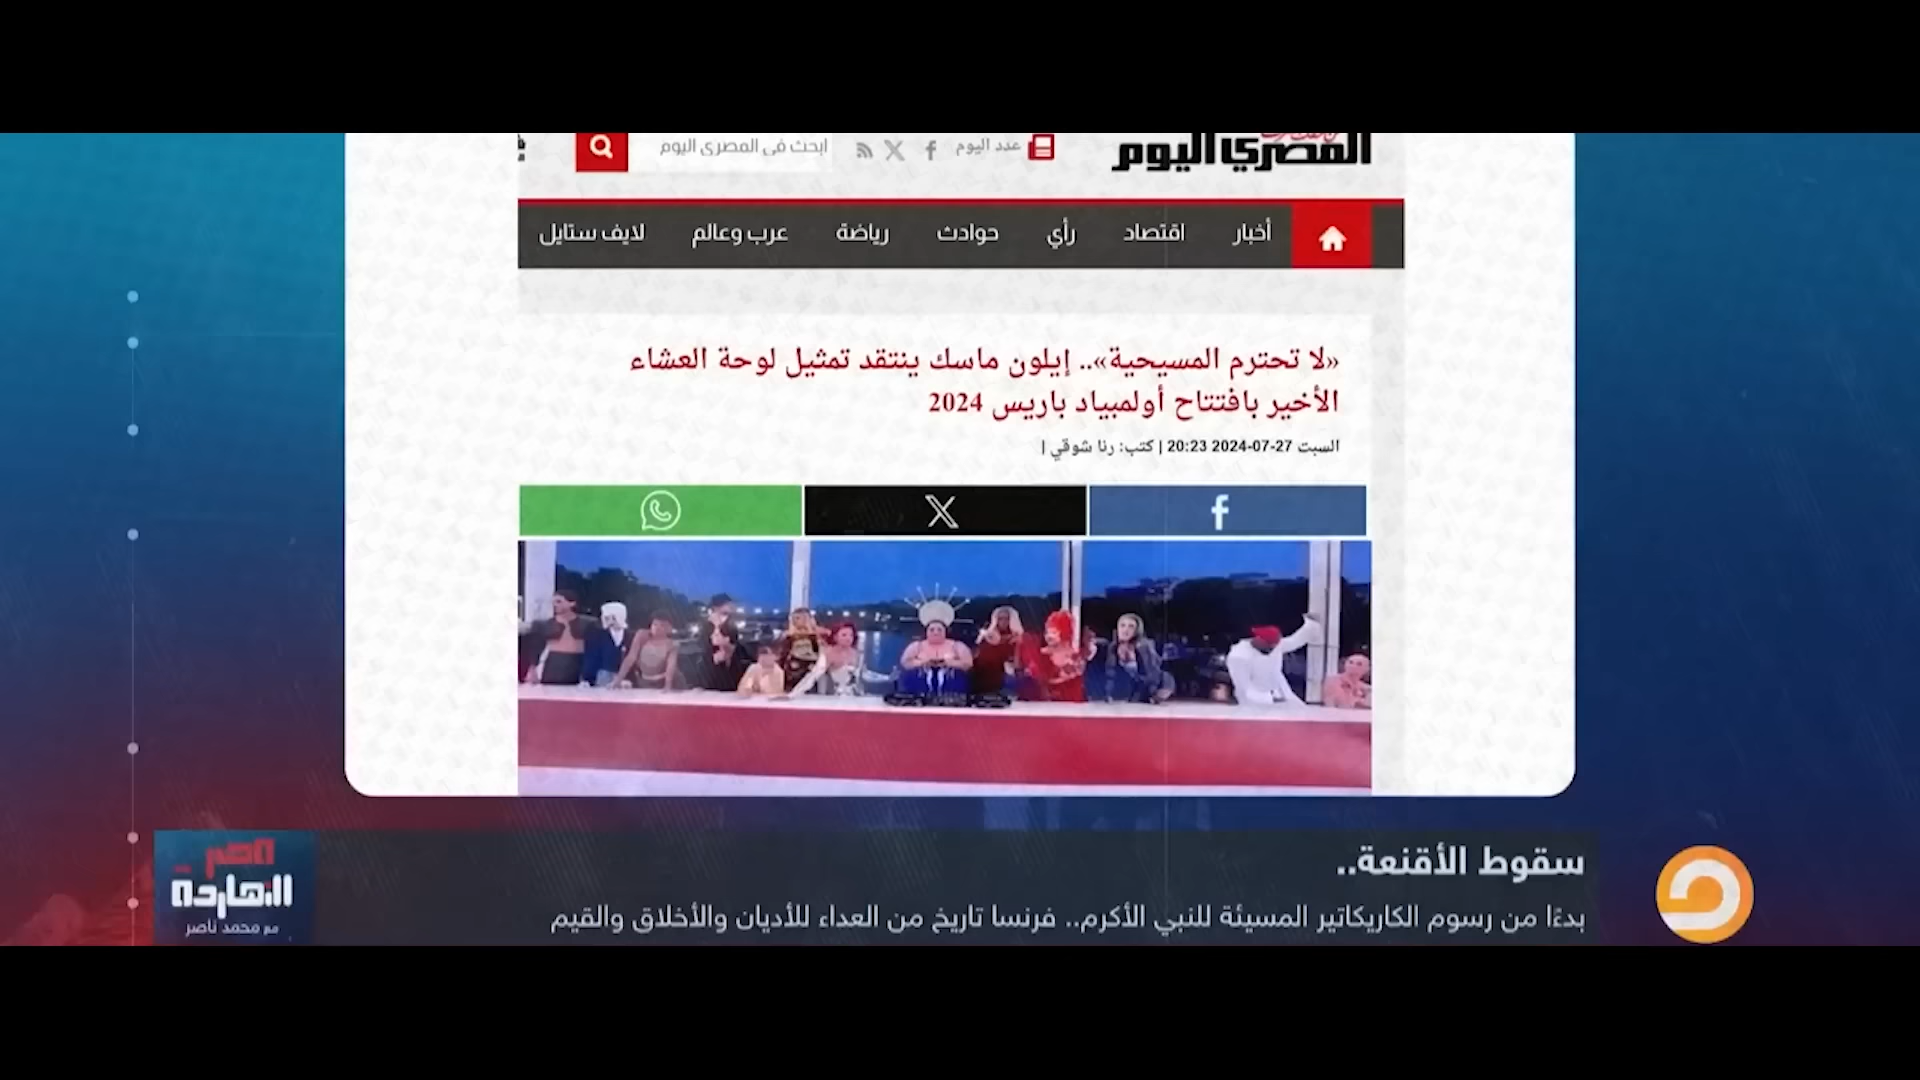 المصري اليوم
عدد اليوم
ابحث في المصري اليوم
أخبار اقتصاد رأي حوادث رياضة عرب وعالم لايف ستايل
«لا تحترم المسيحية».. إيلون ماسك ينتقد تمثيل لوحة العشاء
الأخير بافتتاح أولمبياد باريس 2024
السبت 27-07-2024 20:23 | كتب: رنا شوقي |
سقوط الأقنعة..
بدءًا من رسوم الكاريكاتير المسيئة للنبي الأكرم.. فرنسا تاريخ من العداء للأديان والأخلاق والقيم
مصر
النهاردة
مع محمد ناصر